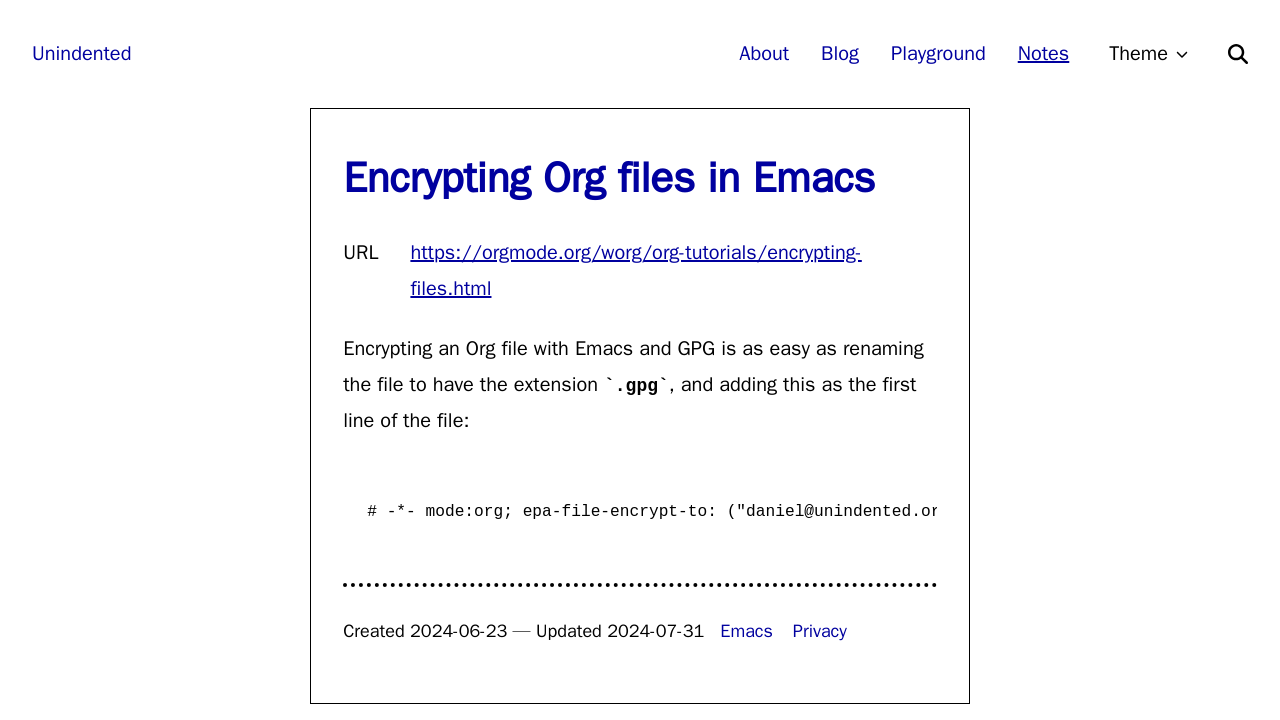 Unindented
About Blog Playground Notes Theme
Encrypting Org files in Emacs
URL https://orgmode.org/worg/org-tutorials/encrypting-
files.html
Encrypting an Org file with Emacs and GPG is as easy as renaming
the file to have the extension `.gpg`, and adding this as the first
line of the file:
# -*- mode:org; epa-file-encrypt-to: ("daniel@unindented.or
Created 2024-06-23 — Updated 2024-07-31 Emacs Privacy